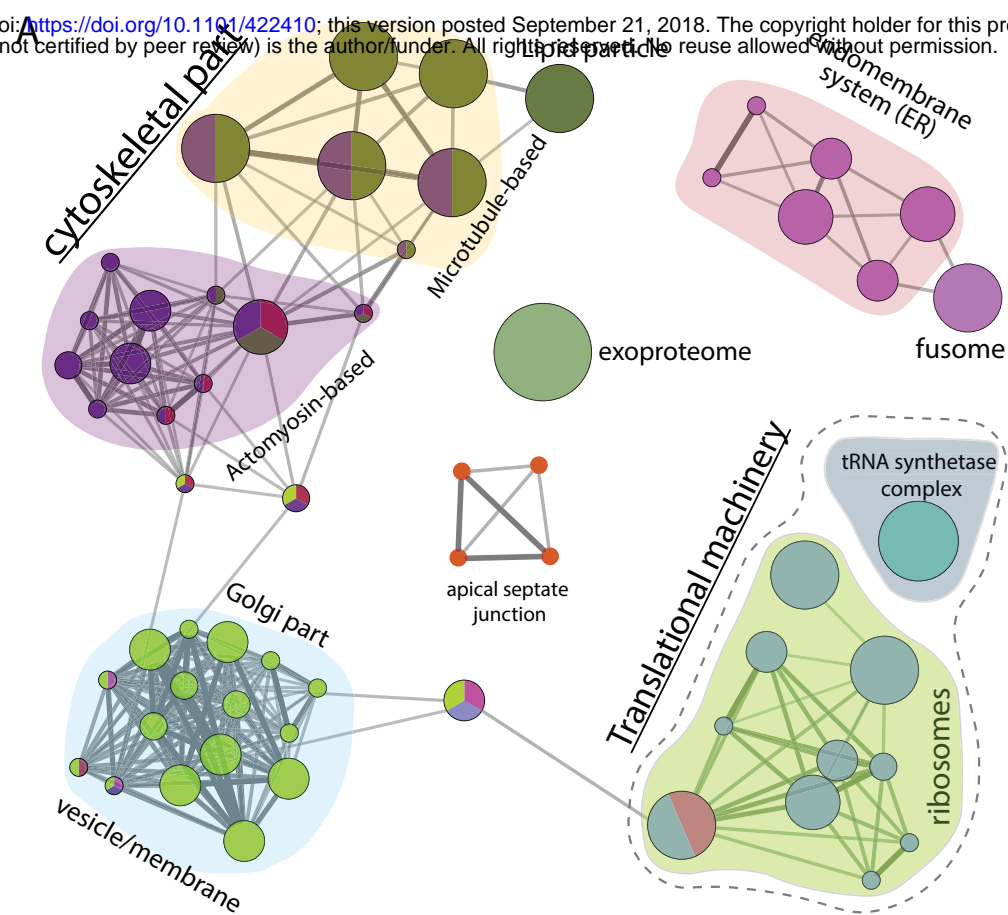 oi: https://doi.org/10.1101/422410; this version posted September 21, 2018. The copyright holder for this pre
not certified by peer review) is the author/funder. All rights reserved. No reuse allowed without permission.
A
cytoskeletal part
Lipid particle
endomembrane
system (ER)
Microtubule-based
fusome
exoproteome
Actomyosin-based
tRNA synthetase
complex
apical septate
junction
Translational machinery
Golgi part
ribosomes
vesicle/membrane